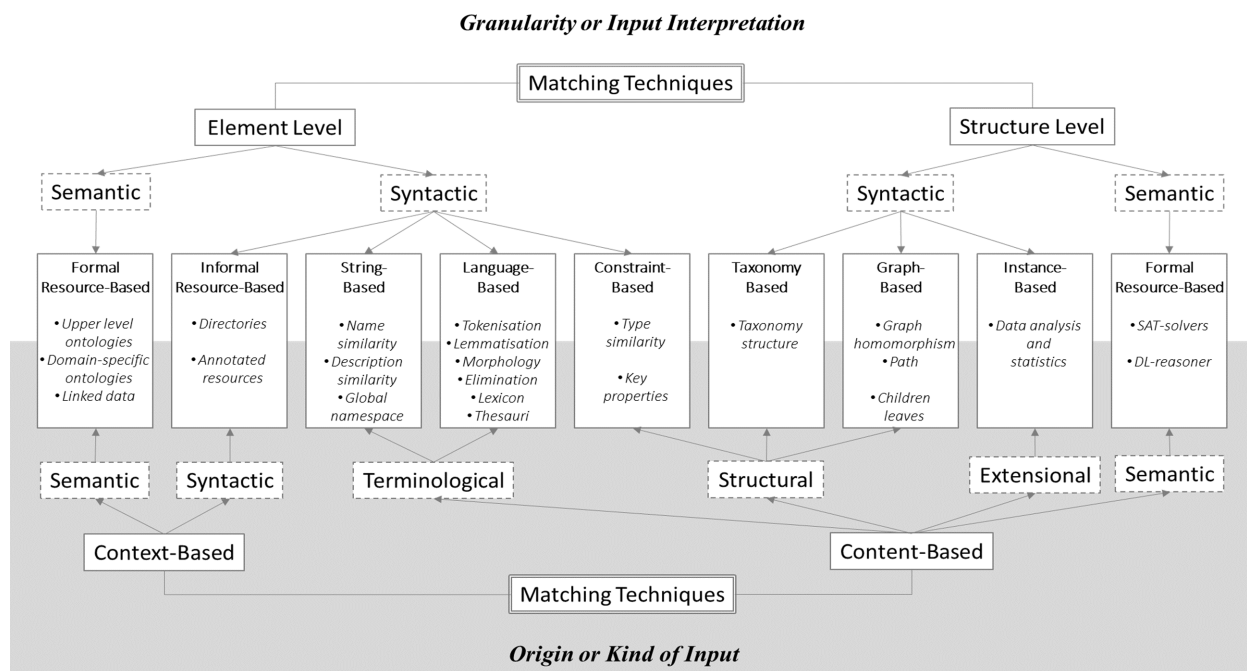 Granularity or Input Interpretation
Matching Techniques
Element Level
Structure Level
Semantic
Syntactic
Syntactic
Semantic
Formal
Resource-Based
• Upper level
ontologies
• Domain-specific
ontologies
• Linked data
Informal
Resource-Based
• Directories
• Annotated
resources
String-
Based
• Name
similarity
• Description
similarity
• Global
namespace
Language-
Based
• Tokenisation
• Lemmatisation
• Morphology
• Elimination
• Lexicon
• Thesauri
Constraint-
Based
• Type
similarity
• Key
properties
Taxonomy
Based
• Taxonomy
structure
Graph-
Based
• Graph
homomorphism
• Path
• Children
leaves
Instance-
Based
• Data analysis
and
statistics
Formal
Resource-Based
• SAT-solvers
• DL-reasoner
Semantic
Syntactic
Terminological
Structural
Extensional
Semantic
Context-Based
Content-Based
Matching Techniques
Origin or Kind of Input